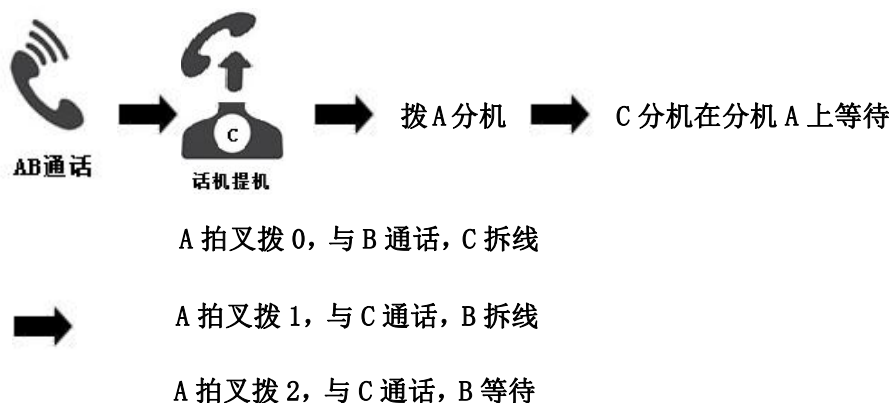 C
拨A分机
C分机在分机A上等待
AB通话
话机提机
A拍叉拨0，与B通话，C拆线
A拍叉拨1，与C通话，B拆线
A拍叉拨2，与C通话，B等待